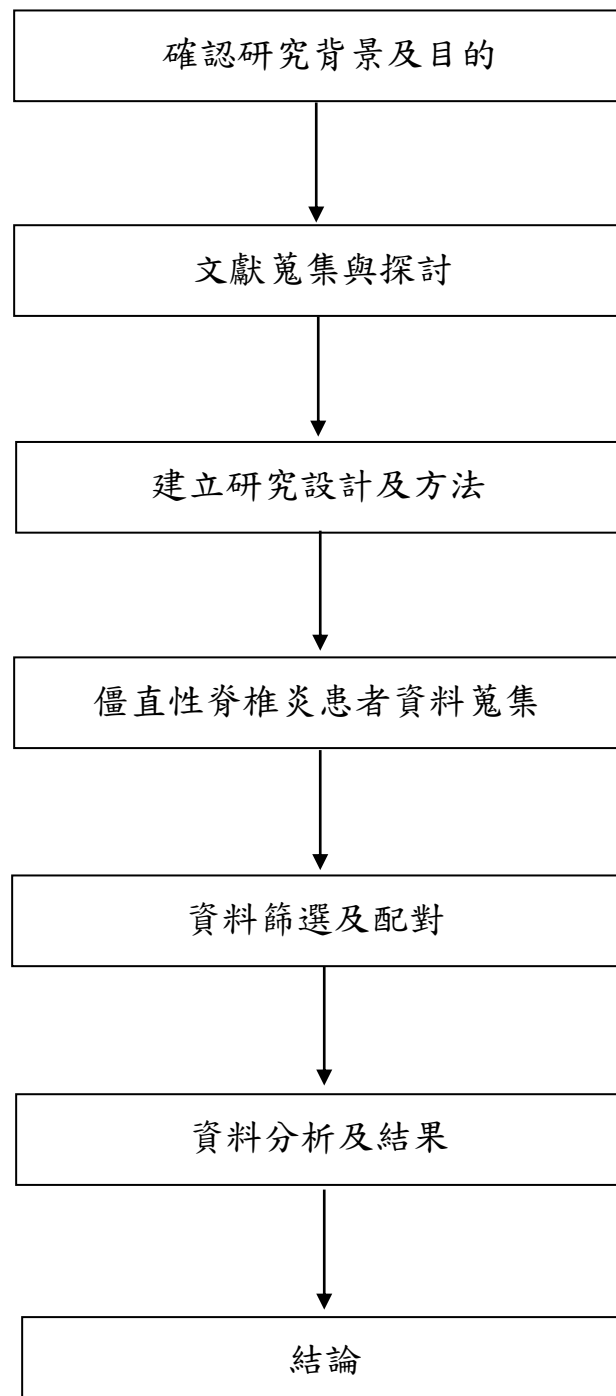 確認研究背景及目的
文獻蒐集與探討
建立研究設計及方法
僵直性脊椎炎患者資料蒐集
資料篩選及配對
資料分析及結果
結論